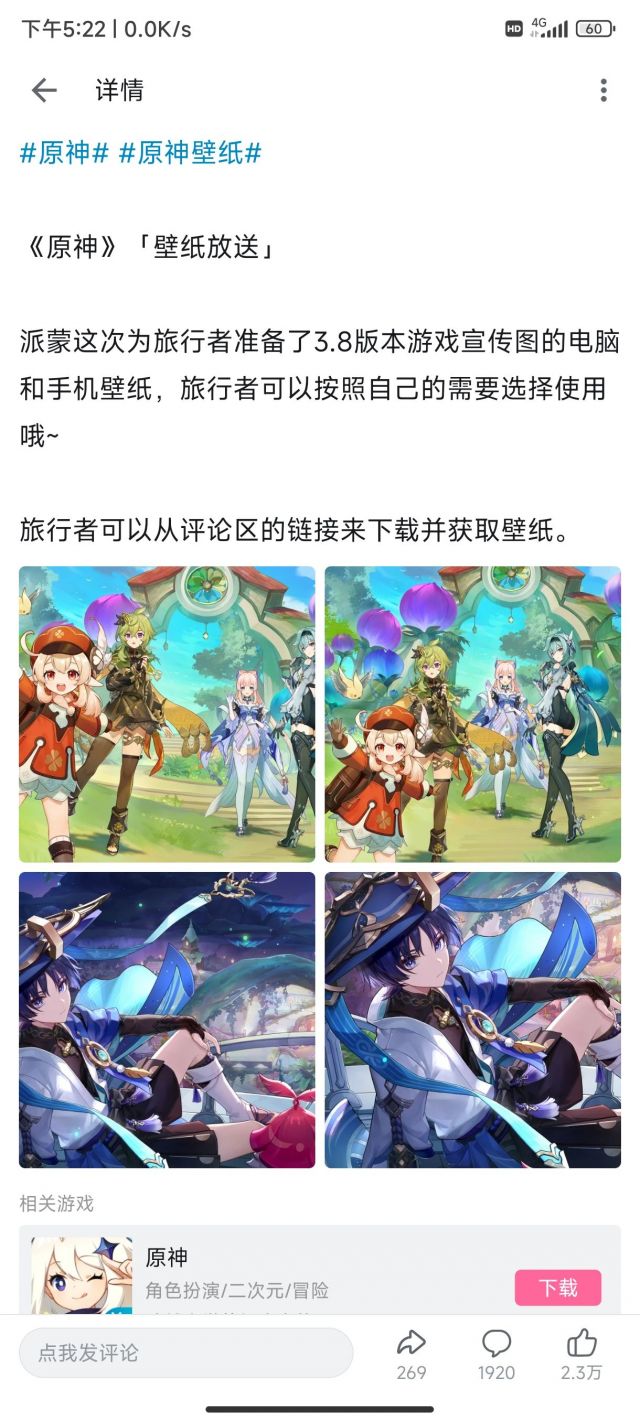 下午5:22 | 0.0K/s
HD 4G 60
详情
#原神# #原神壁纸#
《原神》「壁纸放送」
派蒙这次为旅行者准备了3.8版本游戏宣传图的电脑
和手机壁纸，旅行者可以按照自己的需要选择使用
哦~
旅行者可以从评论区的链接来下载并获取壁纸。
相关游戏
原神
角色扮演/二次元/冒险
下载
点我发评论
269
1920
2.3万